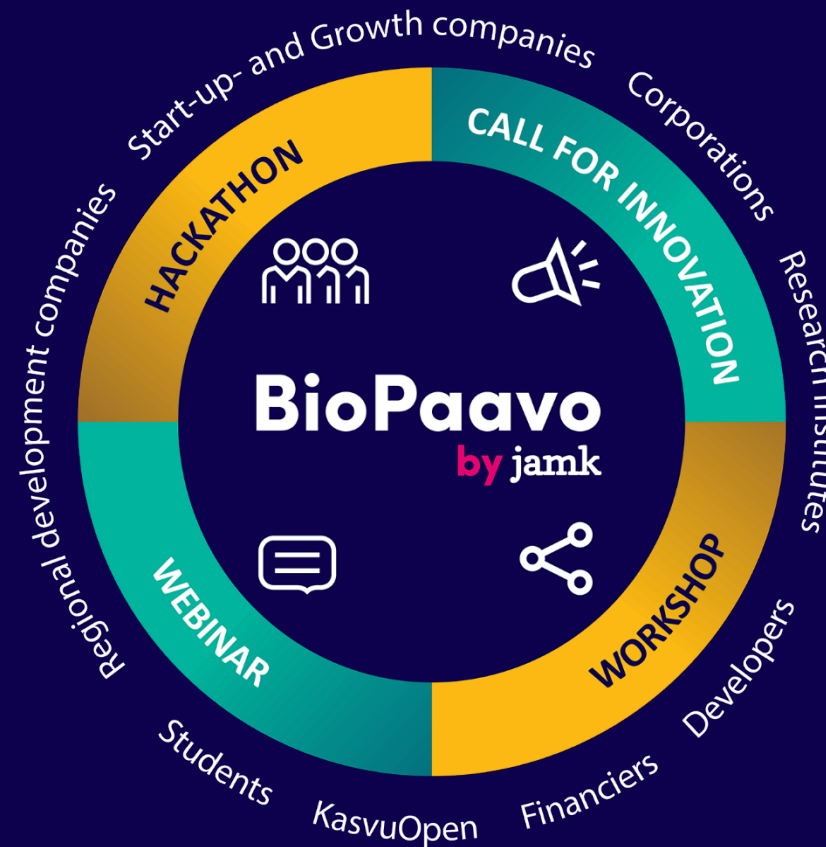 Start-up- and Growth companies
Corporations
Research Institutes
Developers
Financiers
KasvuOpen
Students
Regional development companies
HACKATHON
CALL FOR INNOVATION
WORKSHOP
WEBINAR
BioPaavo
by jamk